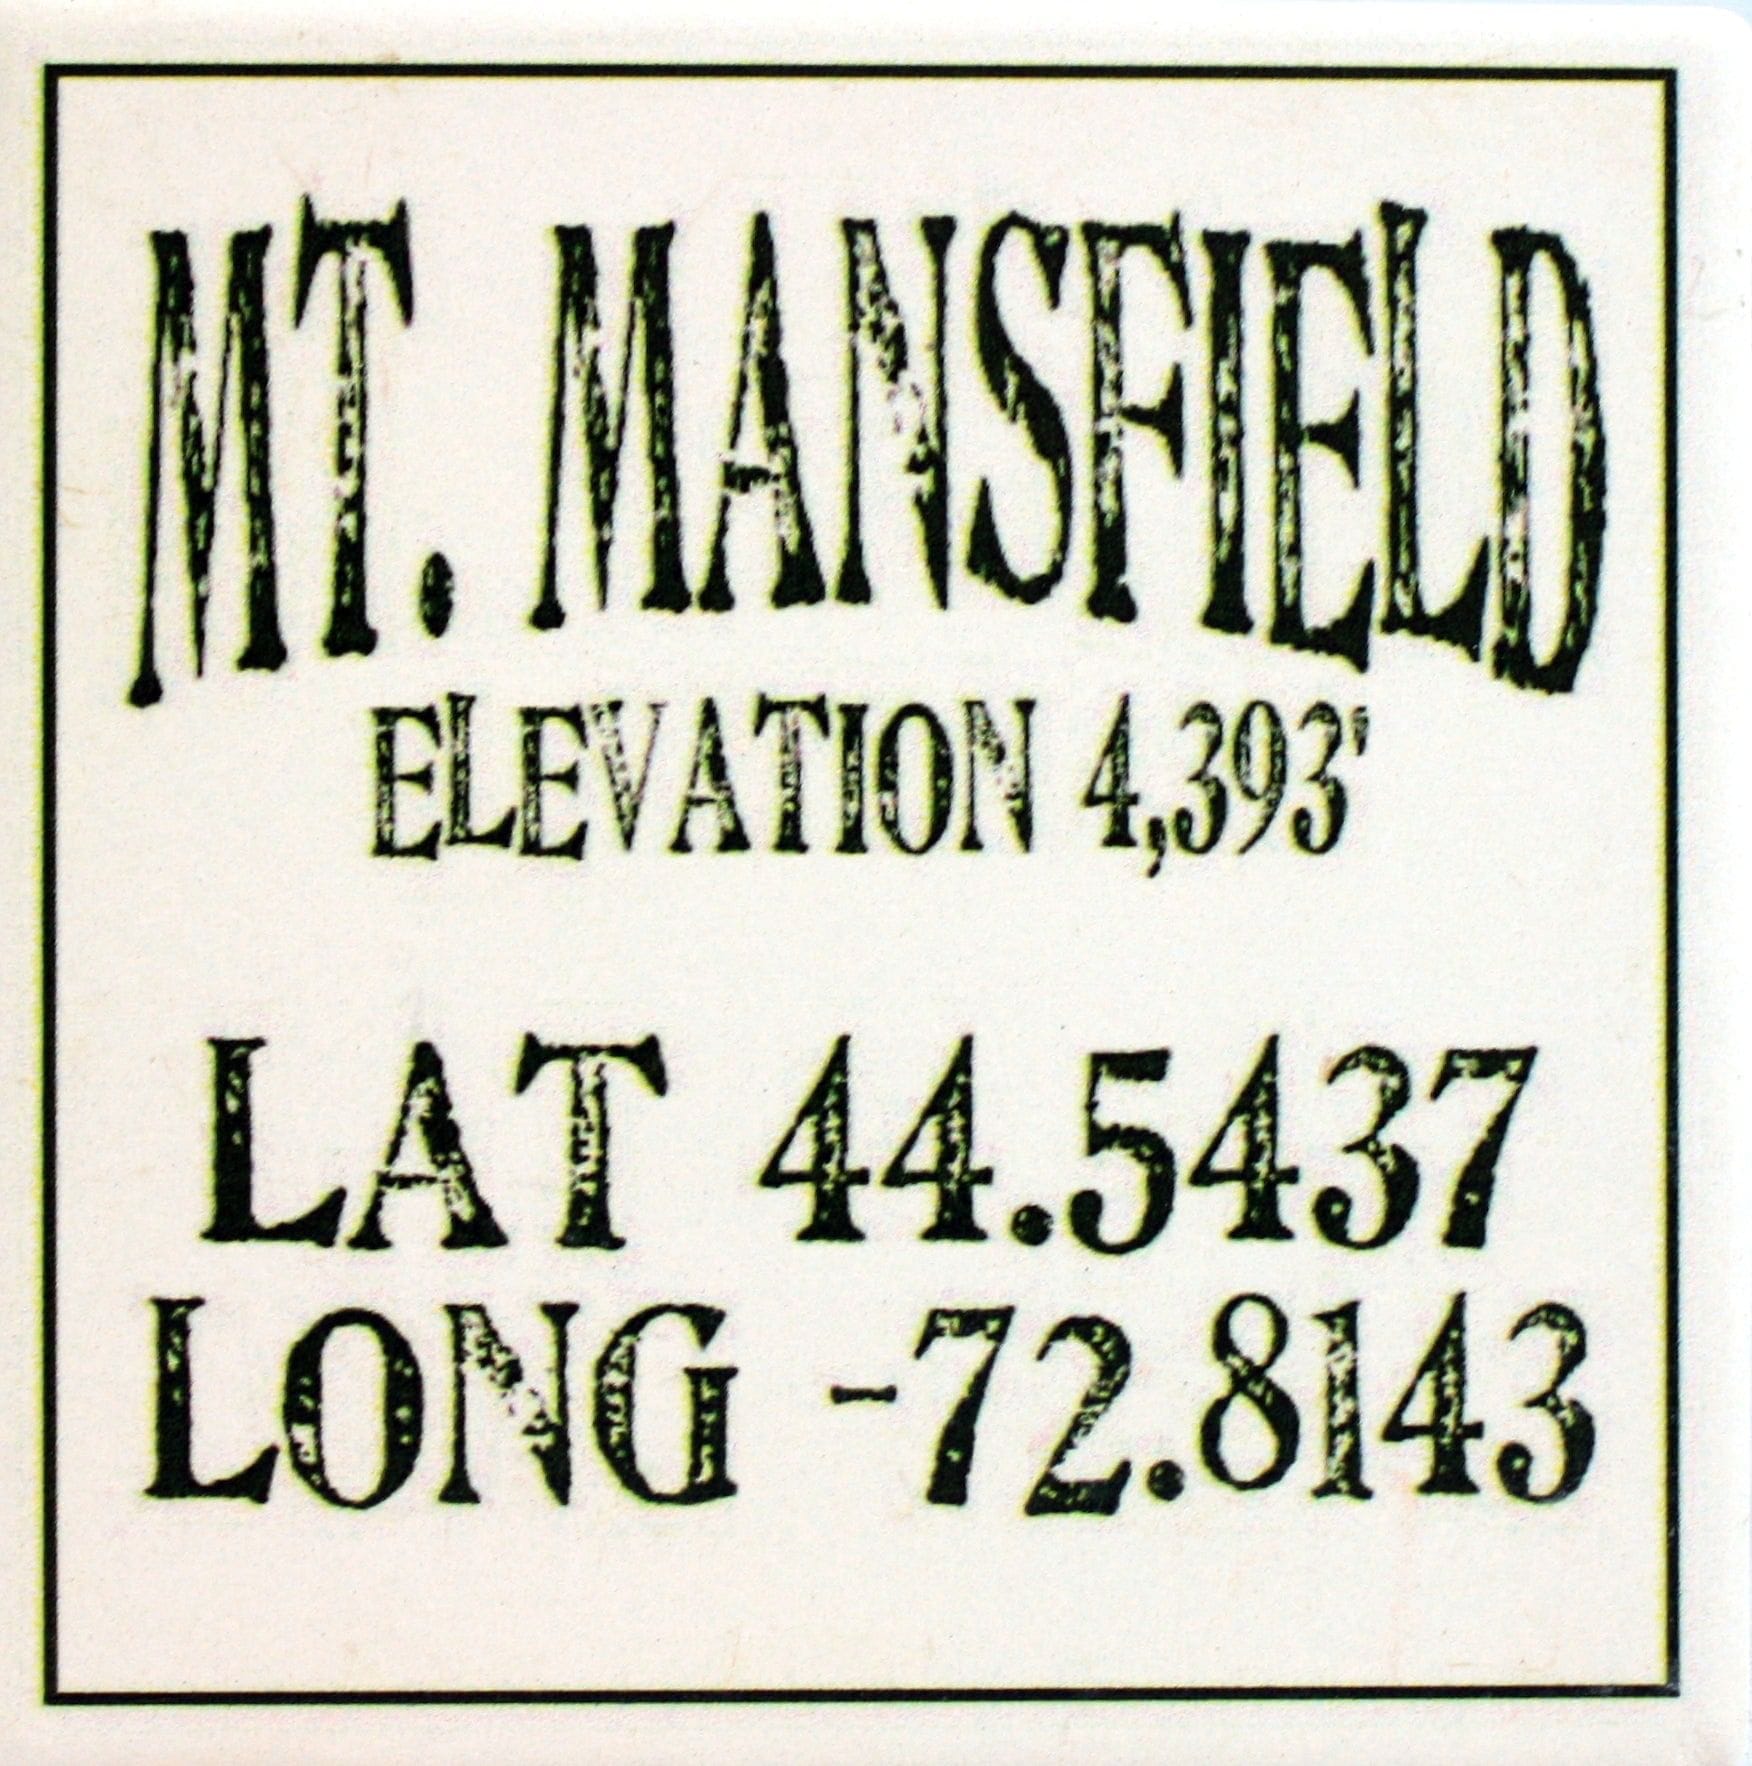 MT. MANSFIELD
ELEVATION 4,393'
LAT 44.5437
LONG -72.8143